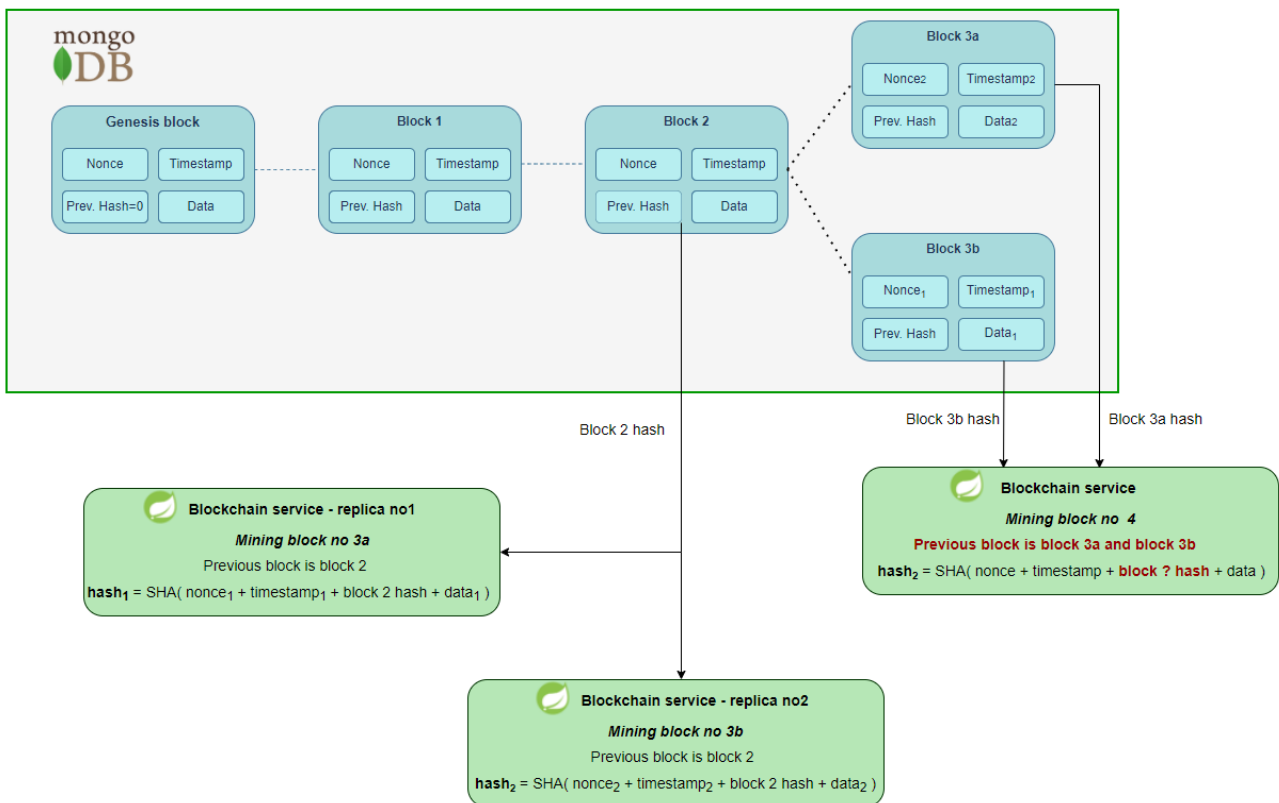 mongo
DB
Genesis block
Nonce
Timestamp
Prev. Hash=0
Data
Block 1
Nonce
Timestamp
Prev. Hash
Data
Block 2
Nonce
Timestamp
Prev. Hash
Data
Block 3a
Nonce₂
Timestamp₂
Prev. Hash
Data₂
Block 3b
Nonce₁
Timestamp₁
Prev. Hash
Data₁
Block 2 hash
Block 3b hash
Block 3a hash
Blockchain service - replica no1
Mining block no 3a
Previous block is block 2
hash₁ = SHA( nonce₁ + timestamp₁ + block 2 hash + data₁ )
Blockchain service
Mining block no 4
Previous block is block 3a and block 3b
hash₂ = SHA( nonce + timestamp + block ? hash + data )
Blockchain service - replica no2
Mining block no 3b
Previous block is block 2
hash₂ = SHA( nonce₂ + timestamp₂ + block 2 hash + data₂ )